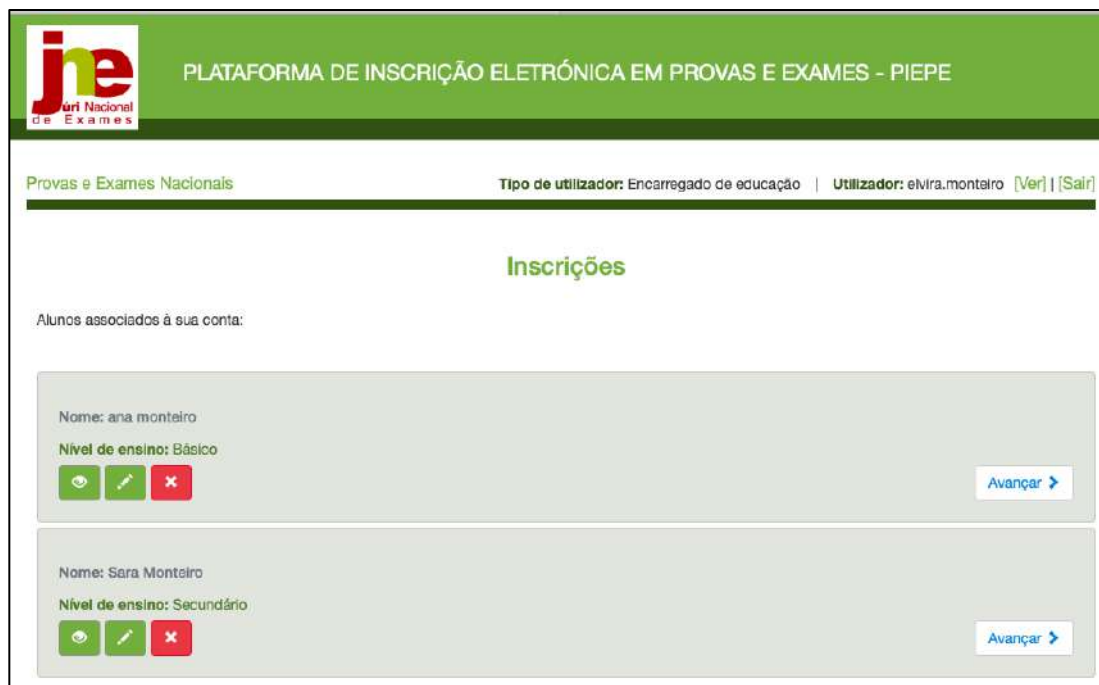 jne
júri Nacional
de Exames
PLATAFORMA DE INSCRIÇÃO ELETRÓNICA EM PROVAS E EXAMES - PIEPE
Provas e Exames Nacionais
Tipo de utilizador: Encarregado de educação | Utilizador: elvira.monteiro [Ver] | [Sair]
Inscrições
Alunos associados à sua conta:
Nome: ana monteiro
Nível de ensino: Básico
Avançar
Nome: Sara Monteiro
Nível de ensino: Secundário
Avançar